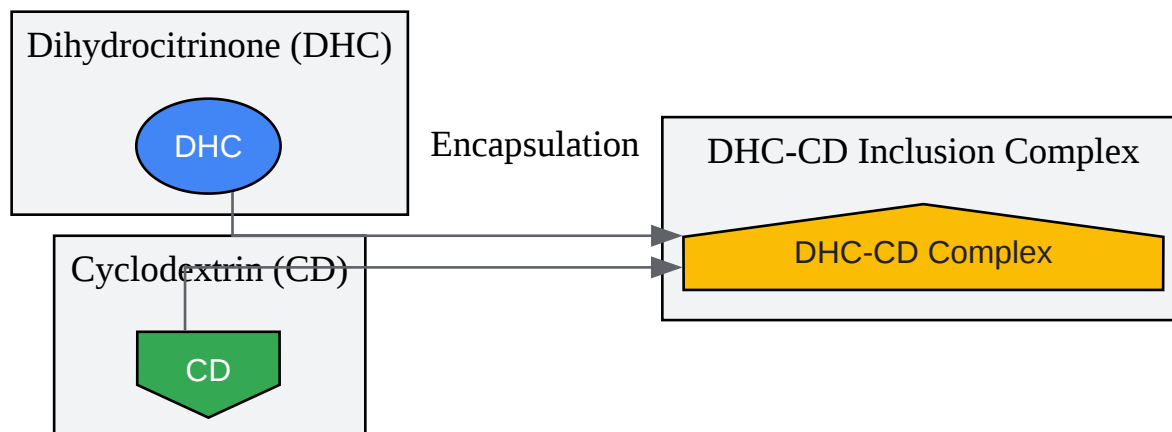 Dihydrocitrinone (DHC)
DHC
Encapsulation
DHC-CD Inclusion Complex
DHC-CD Complex
Cyclodextrin (CD)
CD